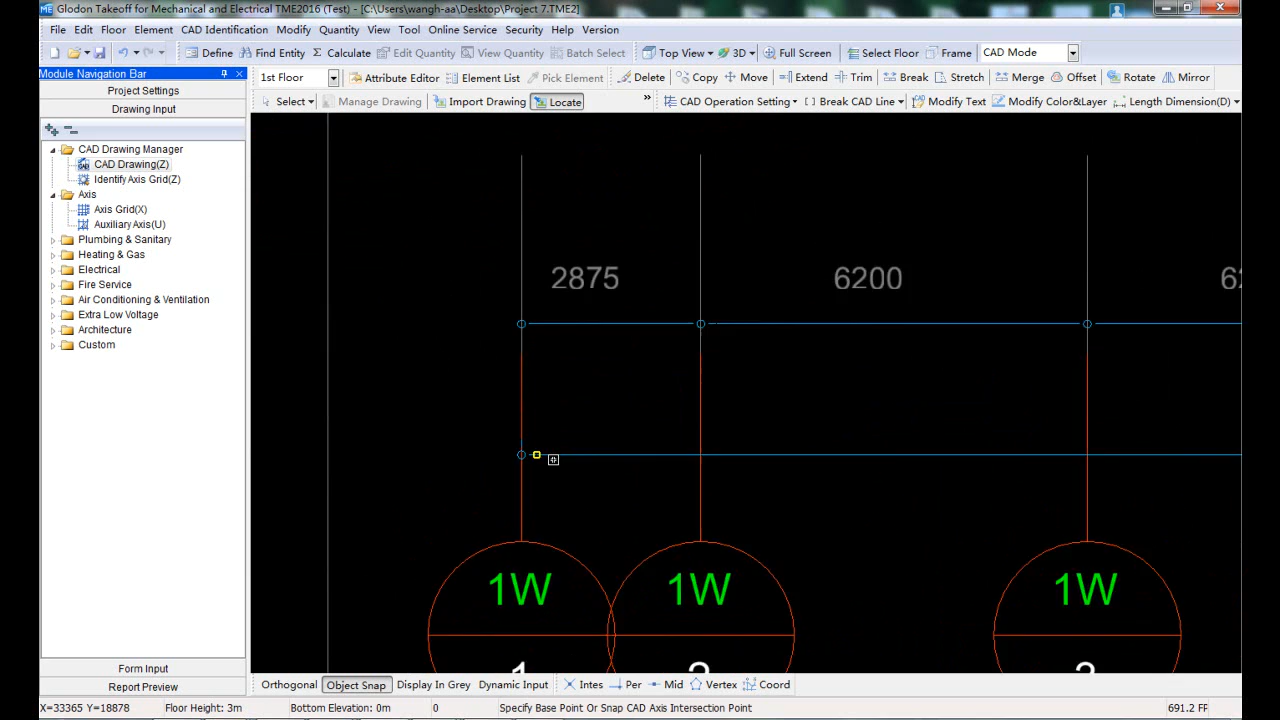 Glodon Takeoff for Mechanical and Electrical TME2016 (Test) - [C:\Users\wangh-aa\Desktop\Project 7.TME2]
File Edit Floor Element CAD Identification Modify Quantity View Tool Online Service Security Help Version
Define Find Entity Σ Calculate Edit Quantity View Quantity Batch Select Top View 3D Full Screen Select Floor Frame CAD Mode
Module Navigation Bar
1st Floor Attribute Editor Element List Pick Element Delete Copy Move Extend Trim Break Stretch Merge Offset Rotate Mirror
Project Settings
Select Manage Drawing Import Drawing Locate » CAD Operation Setting Break CAD Line Modify Text Modify Color&Layer Length Dimension(D)
Drawing Input
CAD Drawing Manager
CAD Drawing(Z)
Identify Axis Grid(Z)
Axis
Axis Grid(X)
Auxiliary Axis(U)
Plumbing & Sanitary
Heating & Gas
Electrical
Fire Service
Air Conditioning & Ventilation
Extra Low Voltage
Architecture
Custom
2875 6200
1W 1W 1W
Form Input
Report Preview
Orthogonal Object Snap Display In Grey Dynamic Input Intes Per Mid Vertex Coord
X=33365 Y=18878 Floor Height: 3m Bottom Elevation: 0m 0 Specify Base Point Or Snap CAD Axis Intersection Point 691.2 FP